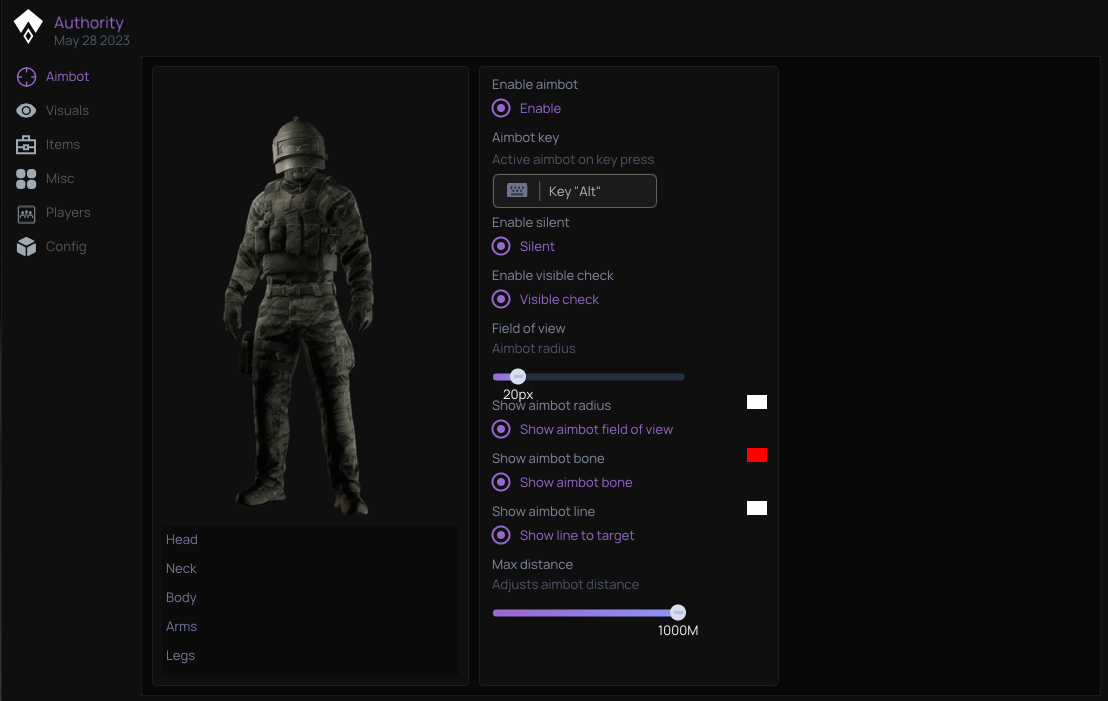 Authority
May 28 2023
Aimbot
Visuals
Items
Misc
Players
Config
Head
Neck
Body
Arms
Legs
Enable aimbot
Enable
Aimbot key
Active aimbot on key press
Key "Alt"
Enable silent
Silent
Enable visible check
Visible check
Field of view
Aimbot radius
20px
Show aimbot radius
Show aimbot field of view
Show aimbot bone
Show aimbot bone
Show aimbot line
Show line to target
Max distance
Adjusts aimbot distance
1000M